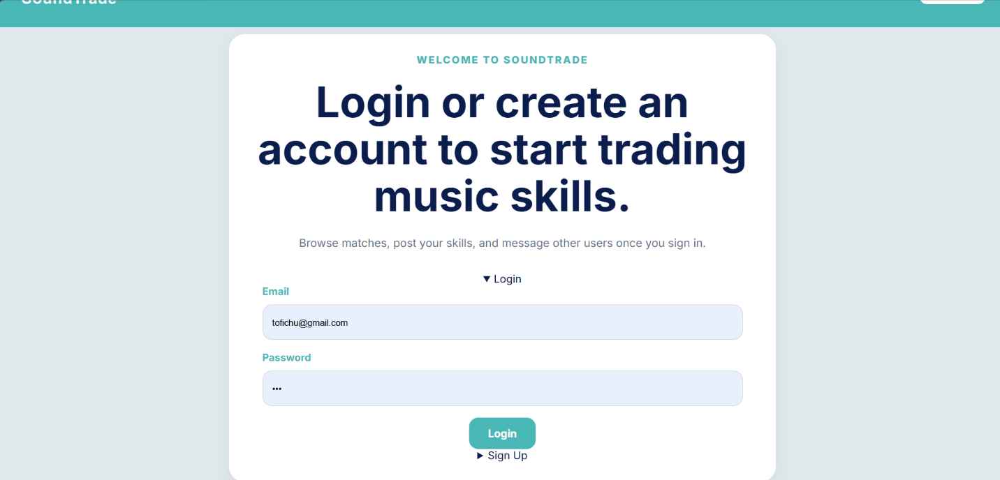 SoundTrade
WELCOME TO SOUNDTRADE
Login or create an
account to start trading
music skills.
Browse matches, post your skills, and message other users once you sign in.
▼ Login
Email
tofichu@gmail.com
Password
•••
Login
▶ Sign Up